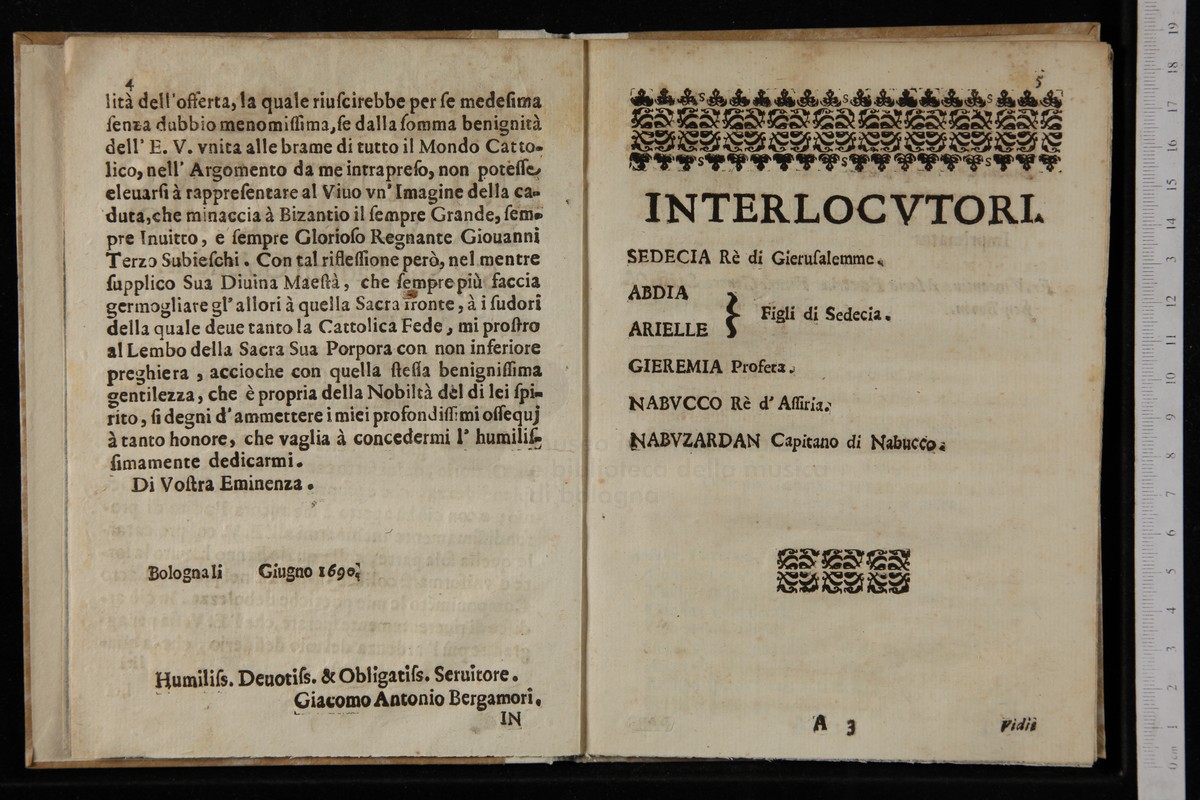 4
lità dell'offerta, la quale riuſcirebbe per ſe medeſima
ſenza dubbio menomiſſima, ſe dalla ſomma benignità
dell' E. V. vnita alle brame di tutto il Mondo Catto-
lico, nell' Argomento da me intrapreſo, non poteſſe
eleuarſi à rappreſentare al Viuo vn' Imagine della ca-
duta, che minaccia à Bizantio il ſempre Grande, ſem-
pre Inuitto, e ſempre Glorioſo Regnante Giouanni
Terzo Subieſchi. Con tal rifleſſione però, nel mentre
ſupplico Sua Diuina Maeſtà, che ſempre più faccia
germogliare gl' allori à quella Sacra fronte, à i ſudori
della quale deue tanto la Cattolica Fede, mi proſtro
al Lembo della Sacra Sua Porpora con non inferiore
preghiera, accioche con quella ſteſſa benigniſſima
gentilezza, che è propria della Nobiltà del di lei ſpi-
rito, ſi degni d' ammettere i miei profondiſſimi oſſequj
à tanto honore, che vaglia à concedermi l' humiliſ-
ſimamente dedicarmi.
Di Voſtra Eminenza.
Bologna li Giugno 1690.
Humiliſs. Deuotiſs. & Obligatiſs. Seruitore.
Giacomo Antonio Bergamori.
IN
5
INTERLOCVTORI.
SEDECIA Rè di Gieruſalemme.
ABDIA
ARIELLE
} Figli di Sedecia.
GIEREMIA Profeta.
NABVCCO Rè d' Aſſiria.
NABVZARDAN Capitano di Nabucco.
A 3
museo
e biblioteca della musica
di bologna